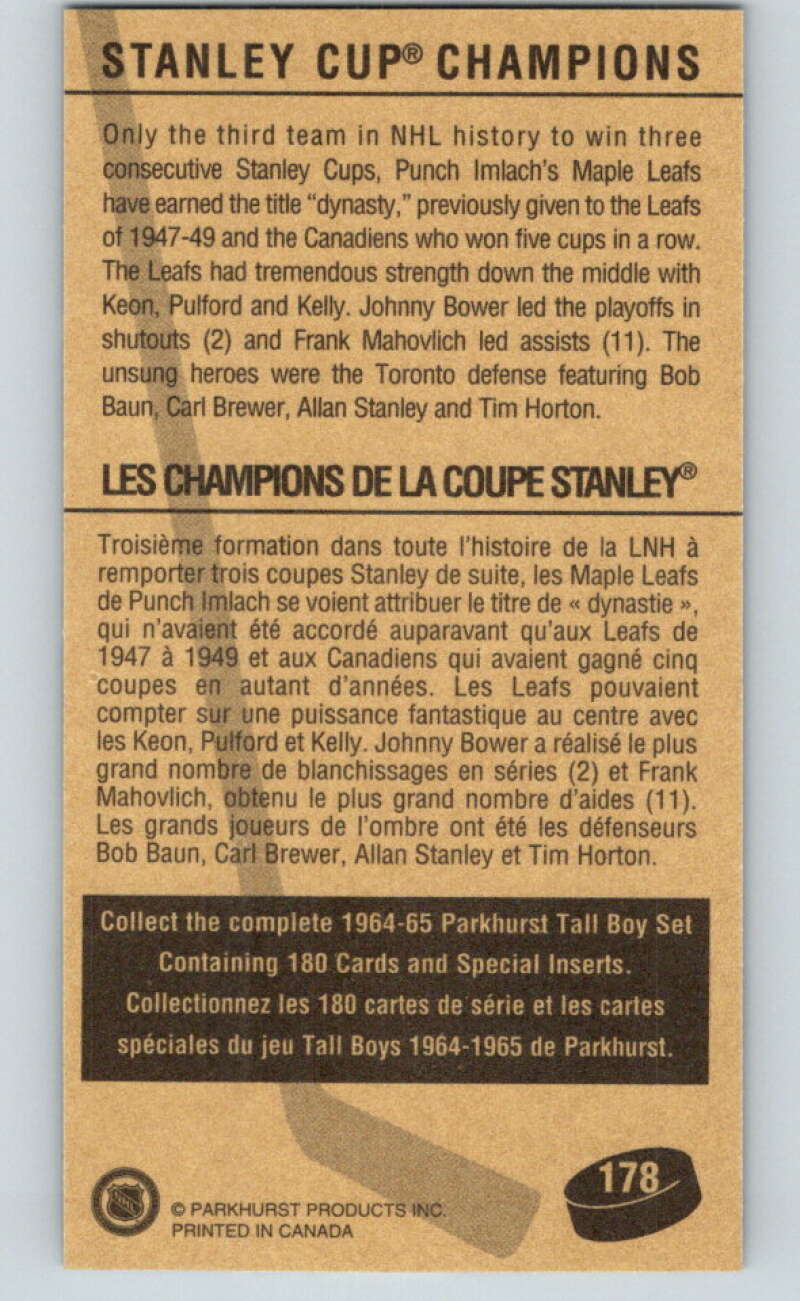 STANLEY CUP® CHAMPIONS
Only the third team in NHL history to win three
consecutive Stanley Cups, Punch Imlach's Maple Leafs
have earned the title "dynasty," previously given to the Leafs
of 1947-49 and the Canadiens who won five cups in a row.
The Leafs had tremendous strength down the middle with
Keon, Pulford and Kelly. Johnny Bower led the playoffs in
shutouts (2) and Frank Mahovlich led assists (11). The
unsung heroes were the Toronto defense featuring Bob
Baun, Carl Brewer, Allan Stanley and Tim Horton.
LES CHAMPIONS DE LA COUPE STANLEY®
Troisième formation dans toute l'histoire de la LNH à
remporter trois coupes Stanley de suite, les Maple Leafs
de Punch Imlach se voient attribuer le titre de « dynastie »,
qui n'avaient été accordé auparavant qu'aux Leafs de
1947 à 1949 et aux Canadiens qui avaient gagné cinq
coupes en autant d'années. Les Leafs pouvaient
compter sur une puissance fantastique au centre avec
les Keon, Pulford et Kelly. Johnny Bower a réalisé le plus
grand nombre de blanchissages en séries (2) et Frank
Mahovlich, obtenu le plus grand nombre d'aides (11).
Les grands joueurs de l'ombre ont été les défenseurs
Bob Baun, Carl Brewer, Allan Stanley et Tim Horton.
Collect the complete 1964-65 Parkhurst Tall Boy Set
Containing 180 Cards and Special Inserts.
Collectionnez les 180 cartes de série et les cartes
spéciales du jeu Tall Boys 1964-1965 de Parkhurst.
178
© PARKHURST PRODUCTS INC.
PRINTED IN CANADA